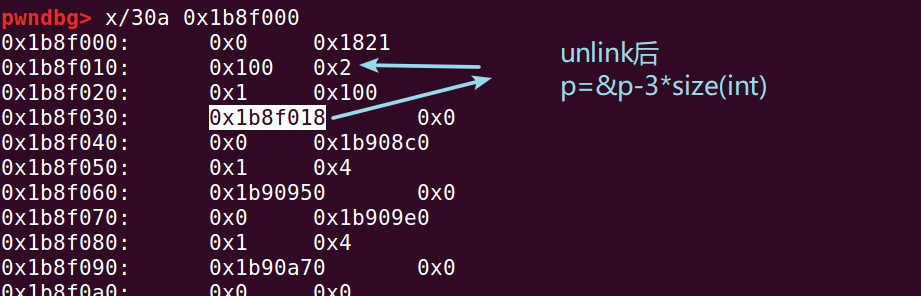 pwndbg> x/30a 0x1b8f000
0x1b8f000: 0x0 0x1821
0x1b8f010: 0x100 0x2
0x1b8f020: 0x1 0x100
0x1b8f030: 0x1b8f018 0x0
0x1b8f040: 0x0 0x1b908c0
0x1b8f050: 0x1 0x4
0x1b8f060: 0x1b90950 0x0
0x1b8f070: 0x0 0x1b909e0
0x1b8f080: 0x1 0x4
0x1b8f090: 0x1b90a70 0x0
0x1b8f0a0: 0x0 0x0
unlink后
p=&p-3*size(int)